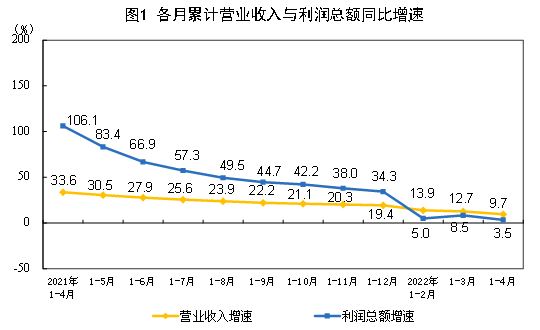 图1 各月累计营业收入与利润总额同比增速
(%)
200
150
100
50
0
-50
106.1
83.4
66.9
57.3
49.5
44.7
42.2
38.0
34.3
5.0
8.5
3.5
33.6
30.5
27.9
25.6
23.9
22.2
21.1
20.3
19.4
13.9
12.7
9.7
2021年
1-4月
1-5月
1-6月
1-7月
1-8月
1-9月
1-10月
1-11月
1-12月
2022年
1-2月
1-3月
1-4月
营业收入增速
利润总额增速